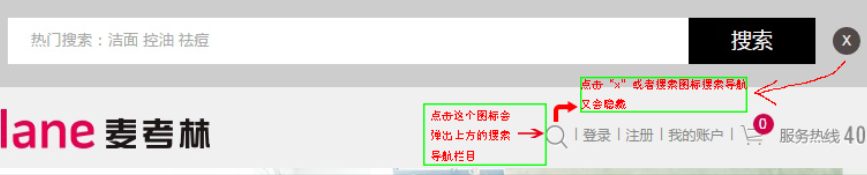 热门搜索：洁面 控油 祛痘
搜索
x
点击“x”或者搜索图标搜索导航
又会隐藏
点击这个图标会
弹出上方的搜索
导航栏目
lane 麦考林
| 登录 | 注册 | 我的账户 |
0
服务热线 40